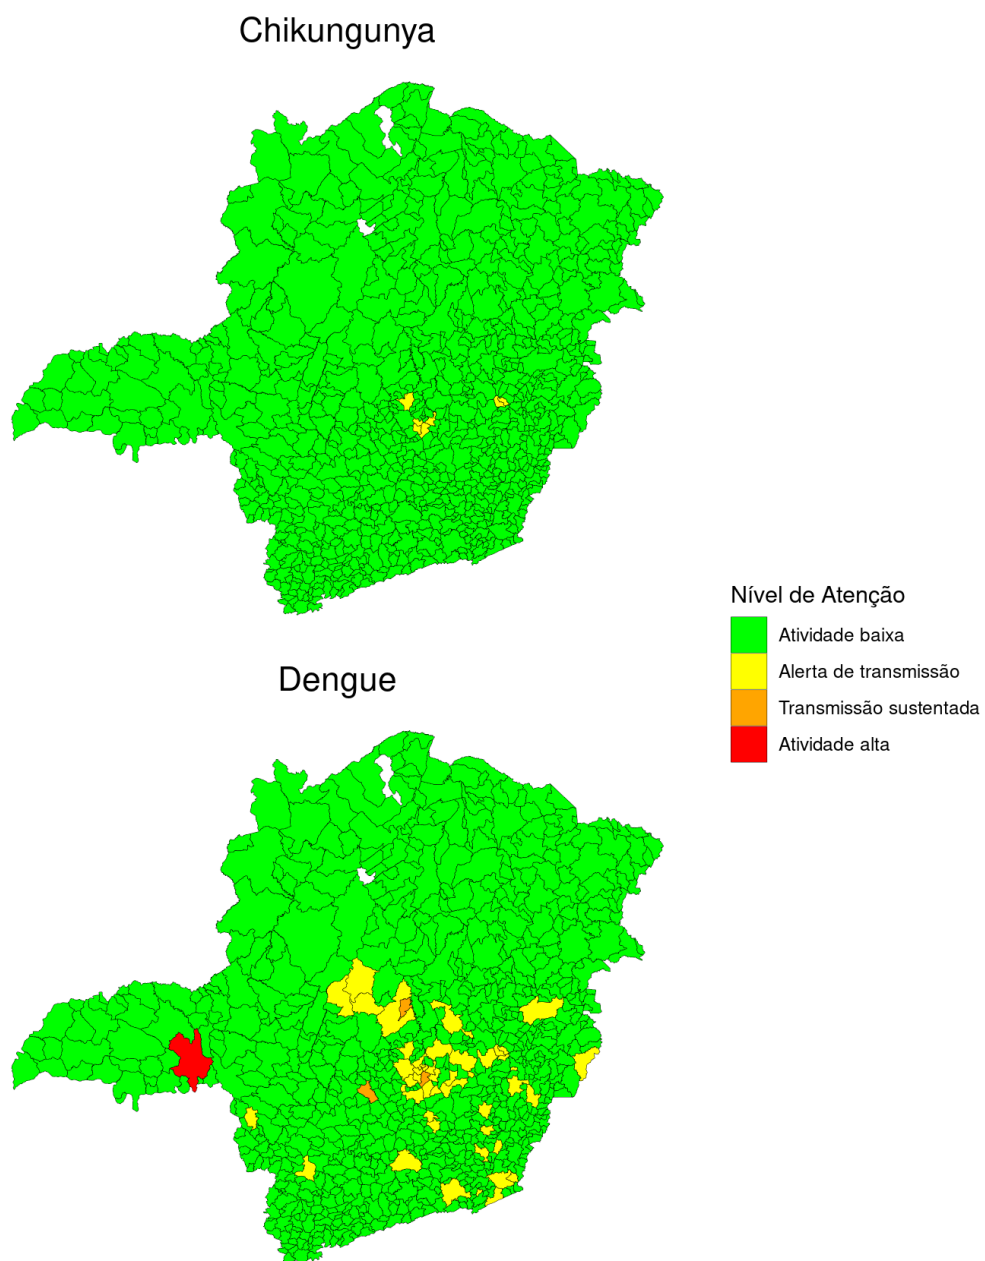 Chikungunya
Nível de Atenção
Atividade baixa
Alerta de transmissão
Transmissão sustentada
Atividade alta
Dengue